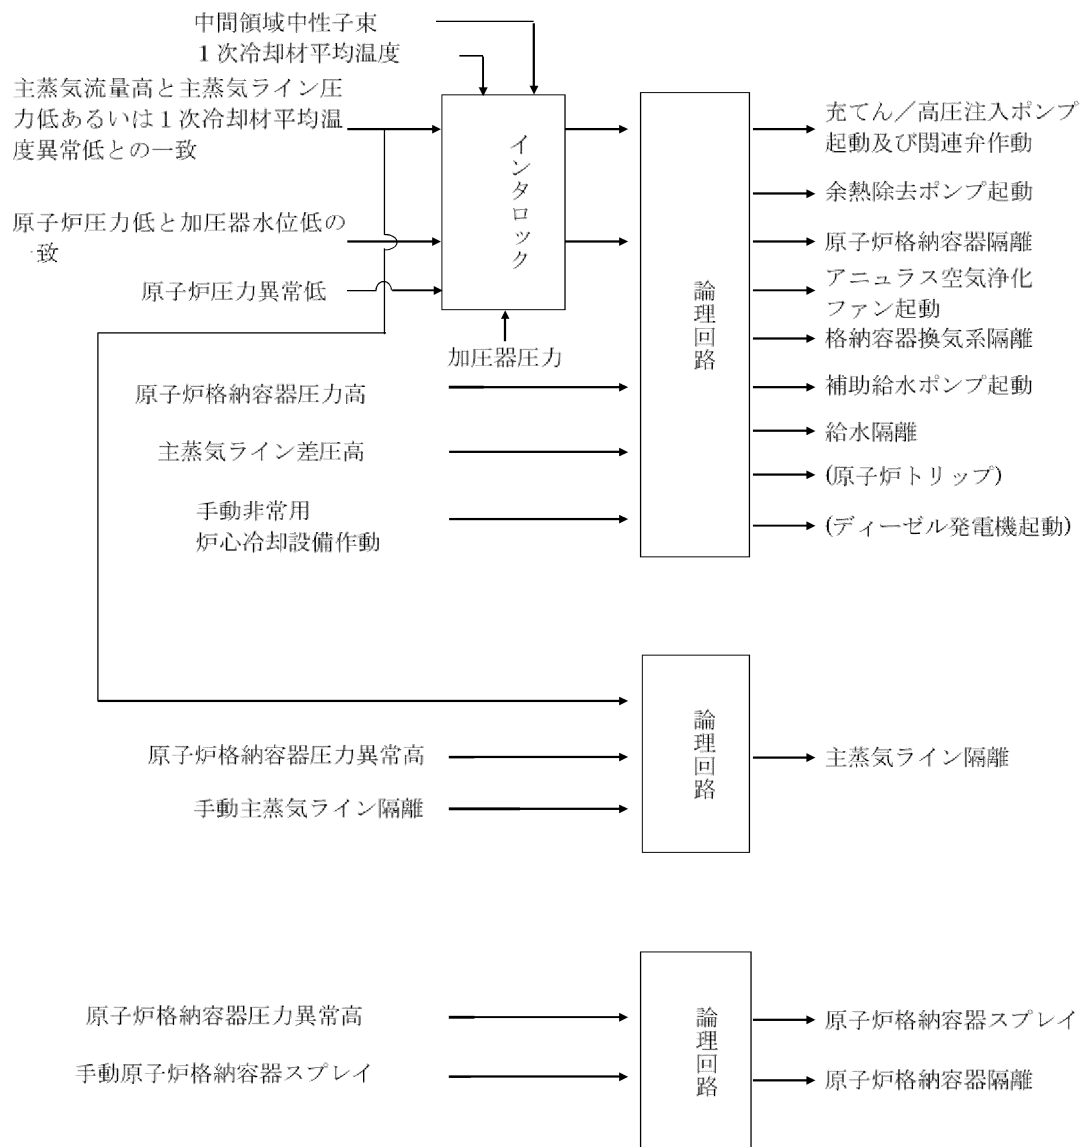 中間領域中性子束
1次冷却材平均温度
主蒸気流量高と主蒸気ライン圧
力低あるいは1次冷却材平均温
度異常低との一致
原子炉圧力低と加圧器水位低の
一致
原子炉圧力異常低
インタロック
加圧器圧力
原子炉格納容器圧力高
主蒸気ライン差圧高
手動非常用
炉心冷却設備作動
論理回路
充てん/高圧注入ポンプ
起動及び関連弁作動
余熱除去ポンプ起動
原子炉格納容器隔離
アニュラス空気浄化
ファン起動
格納容器換気系隔離
補助給水ポンプ起動
給水隔離
(原子炉トリップ)
(ディーゼル発電機起動)
原子炉格納容器圧力異常高
手動主蒸気ライン隔離
論理回路
主蒸気ライン隔離
原子炉格納容器圧力異常高
手動原子炉格納容器スプレイ
論理回路
原子炉格納容器スプレイ
原子炉格納容器隔離